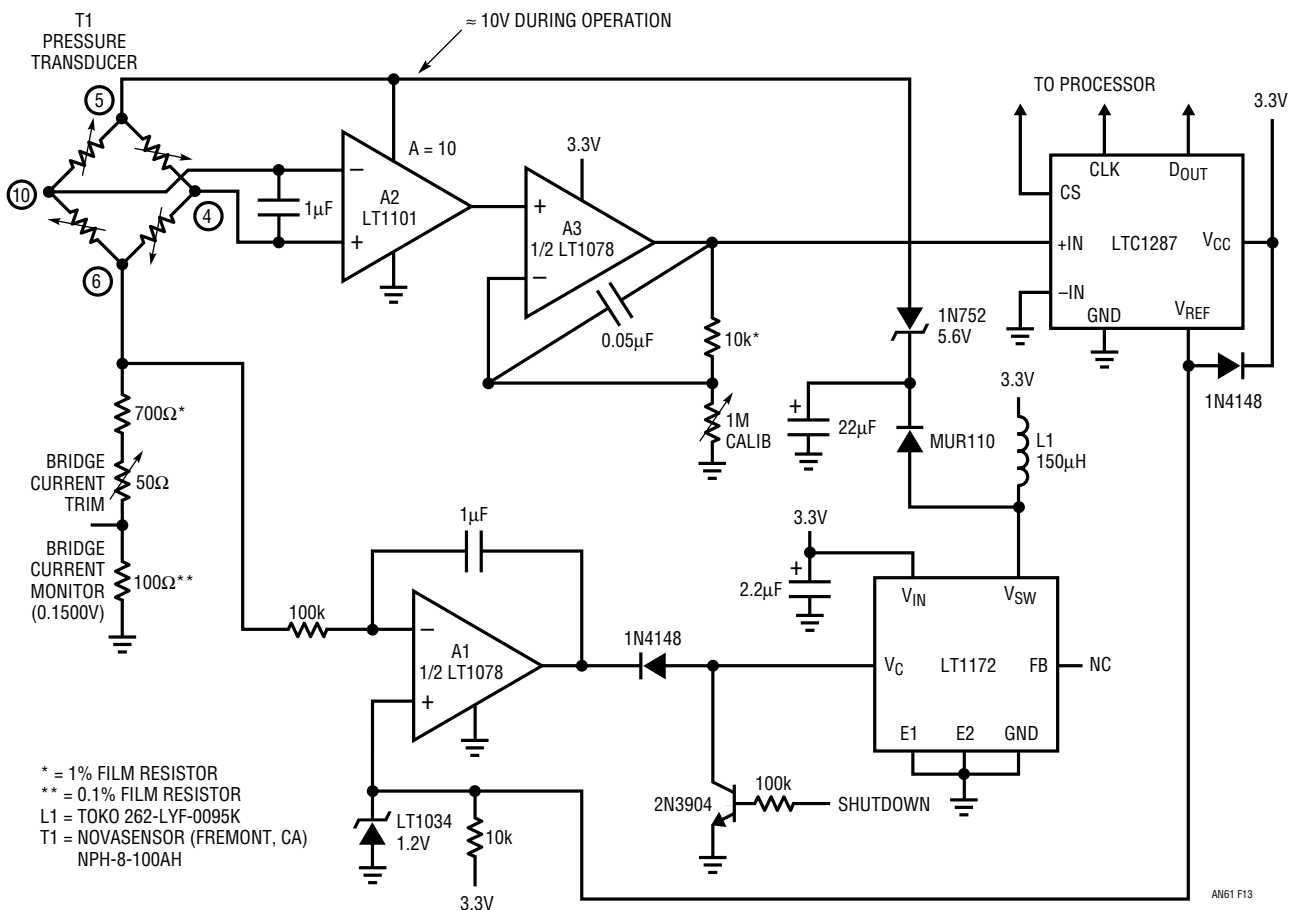 ≈ 10V DURING OPERATION
T1
PRESSURE
TRANSDUCER
5
10
4
6
1µF
A = 10
−
+
A2
LT1101
3.3V
+
−
A3
1/2 LT1078
0.05µF
10k*
1M
CALIB
TO PROCESSOR
3.3V
CLK
DOUT
CS
+IN
LTC1287
VCC
−IN
GND
VREF
1N4148
1N752
5.6V
+
22µF
MUR110
3.3V
L1
150µH
700Ω*
BRIDGE
CURRENT
TRIM
50Ω
BRIDGE
CURRENT
MONITOR
(0.1500V)
100Ω**
1µF
100k
−
+
A1
1/2 LT1078
1N4148
3.3V
+
2.2µF
VIN
VSW
VC
LT1172
FB
NC
E1
E2
GND
2N3904
100k
SHUTDOWN
LT1034
1.2V
10k
3.3V
* = 1% FILM RESISTOR
** = 0.1% FILM RESISTOR
L1 = TOKO 262-LYF-0095K
T1 = NOVASENSOR (FREMONT, CA)
NPH-8-100AH
AN61 F13